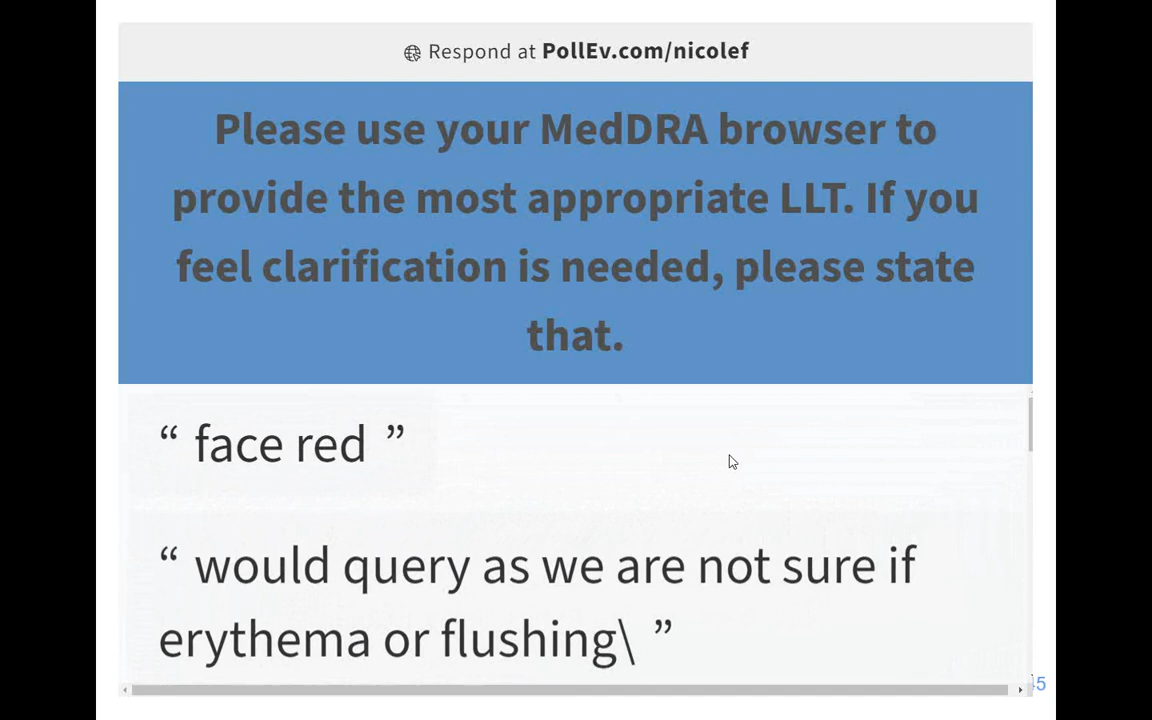 Respond at PollEv.com/nicolef
Please use your MedDRA browser to
provide the most appropriate LLT. If you
feel clarification is needed, please state
that.
“ face red ”
“ would query as we are not sure if
erythema or flushing\ ”
45